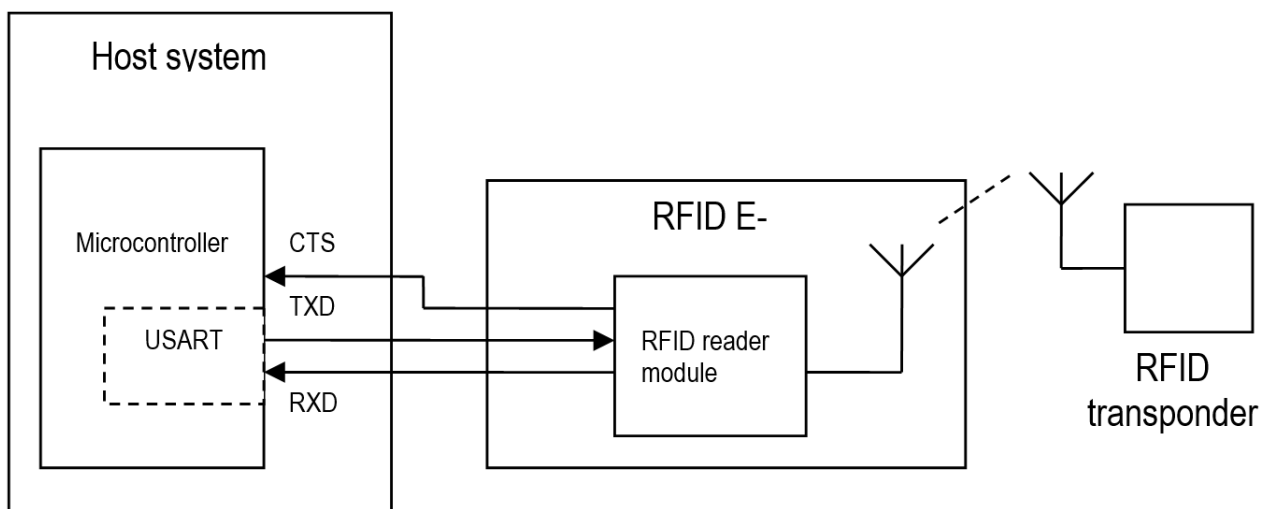 Host system
RFID E-
Microcontroller
CTS
TXD
USART
RFID reader
module
RXD
RFID
transponder